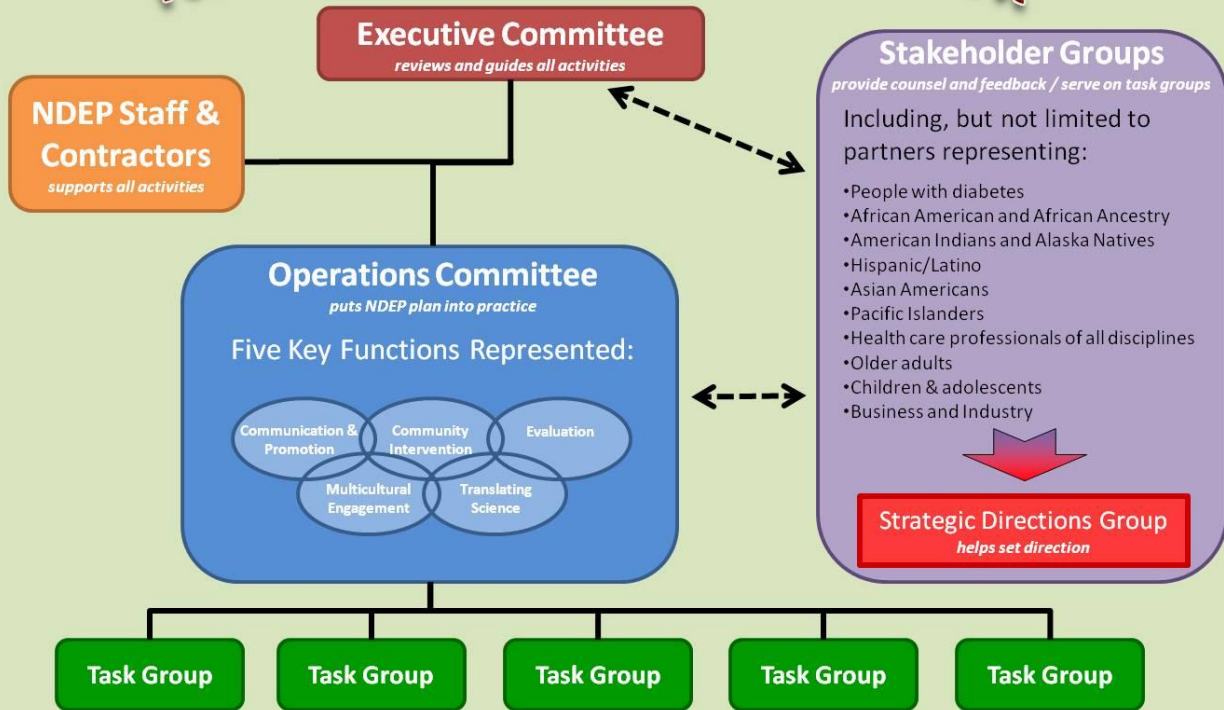 Executive Committee
reviews and guides all activities
NDEP Staff &
Contractors
supports all activities
Stakeholder Groups
provide counsel and feedback / serve on task groups
Including, but not limited to
partners representing:
•People with diabetes
•African American and African Ancestry
•American Indians and Alaska Natives
•Hispanic/Latino
•Asian Americans
•Pacific Islanders
•Health care professionals of all disciplines
•Older adults
•Children & adolescents
•Business and Industry
Strategic Directions Group
helps set direction
Operations Committee
puts NDEP plan into practice
Five Key Functions Represented:
Communication &
Promotion
Community
Intervention
Evaluation
Multicultural
Engagement
Translating
Science
Task Group
Task Group
Task Group
Task Group
Task Group